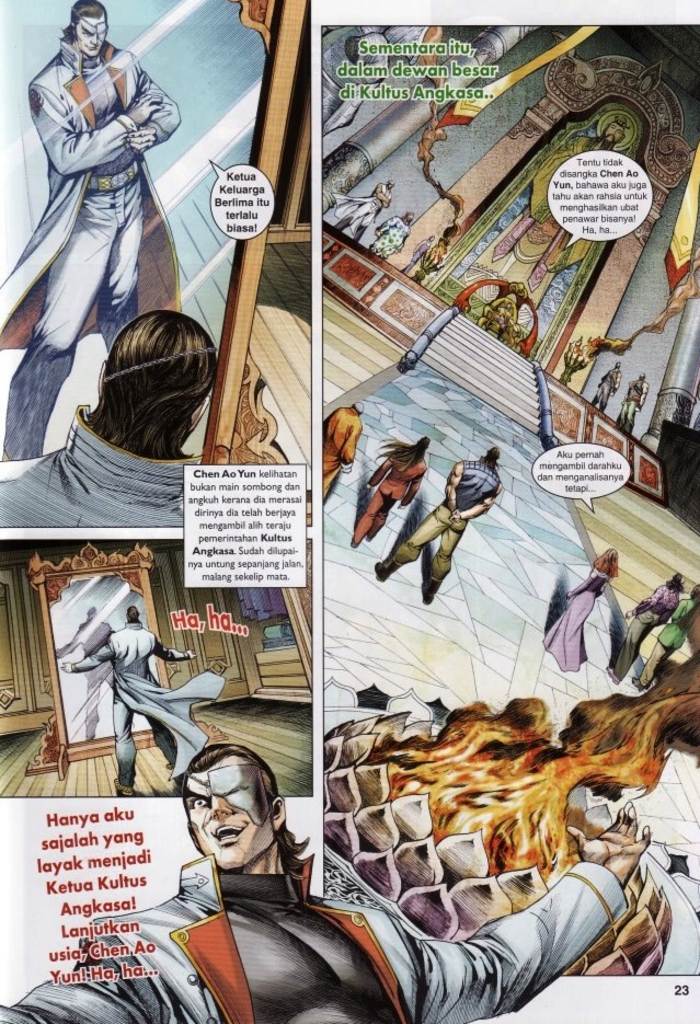 Ketua
Keluarga
Berlima itu
terlalu
biasa!
Chen Ao Yun kelihatan
bukan main sombong dan
angkuh kerana dia merasai
dirinya dia telah berjaya
mengambil alih teraju
pemerintahan Kultus
Angkasa. Sudah dilupai-
nya untung sepanjang jalan,
malang sekelip mata.
Ha, ha...
Hanya aku
sajalah yang
layak menjadi
Ketua Kultus
Angkasa!
Lanjutkan
usia, Chen Ao
Yun! Ha, ha...
Sementara itu,
dalam dewan besar
di Kultus Angkasa..
Tentu tidak
disangka Chen Ao
Yun, bahawa aku juga
tahu akan rahsia untuk
menghasilkan ubat
penawar bisanya!
Ha, ha...
Aku pernah
mengambil darahku
dan menganalisanya
tetapi...
23